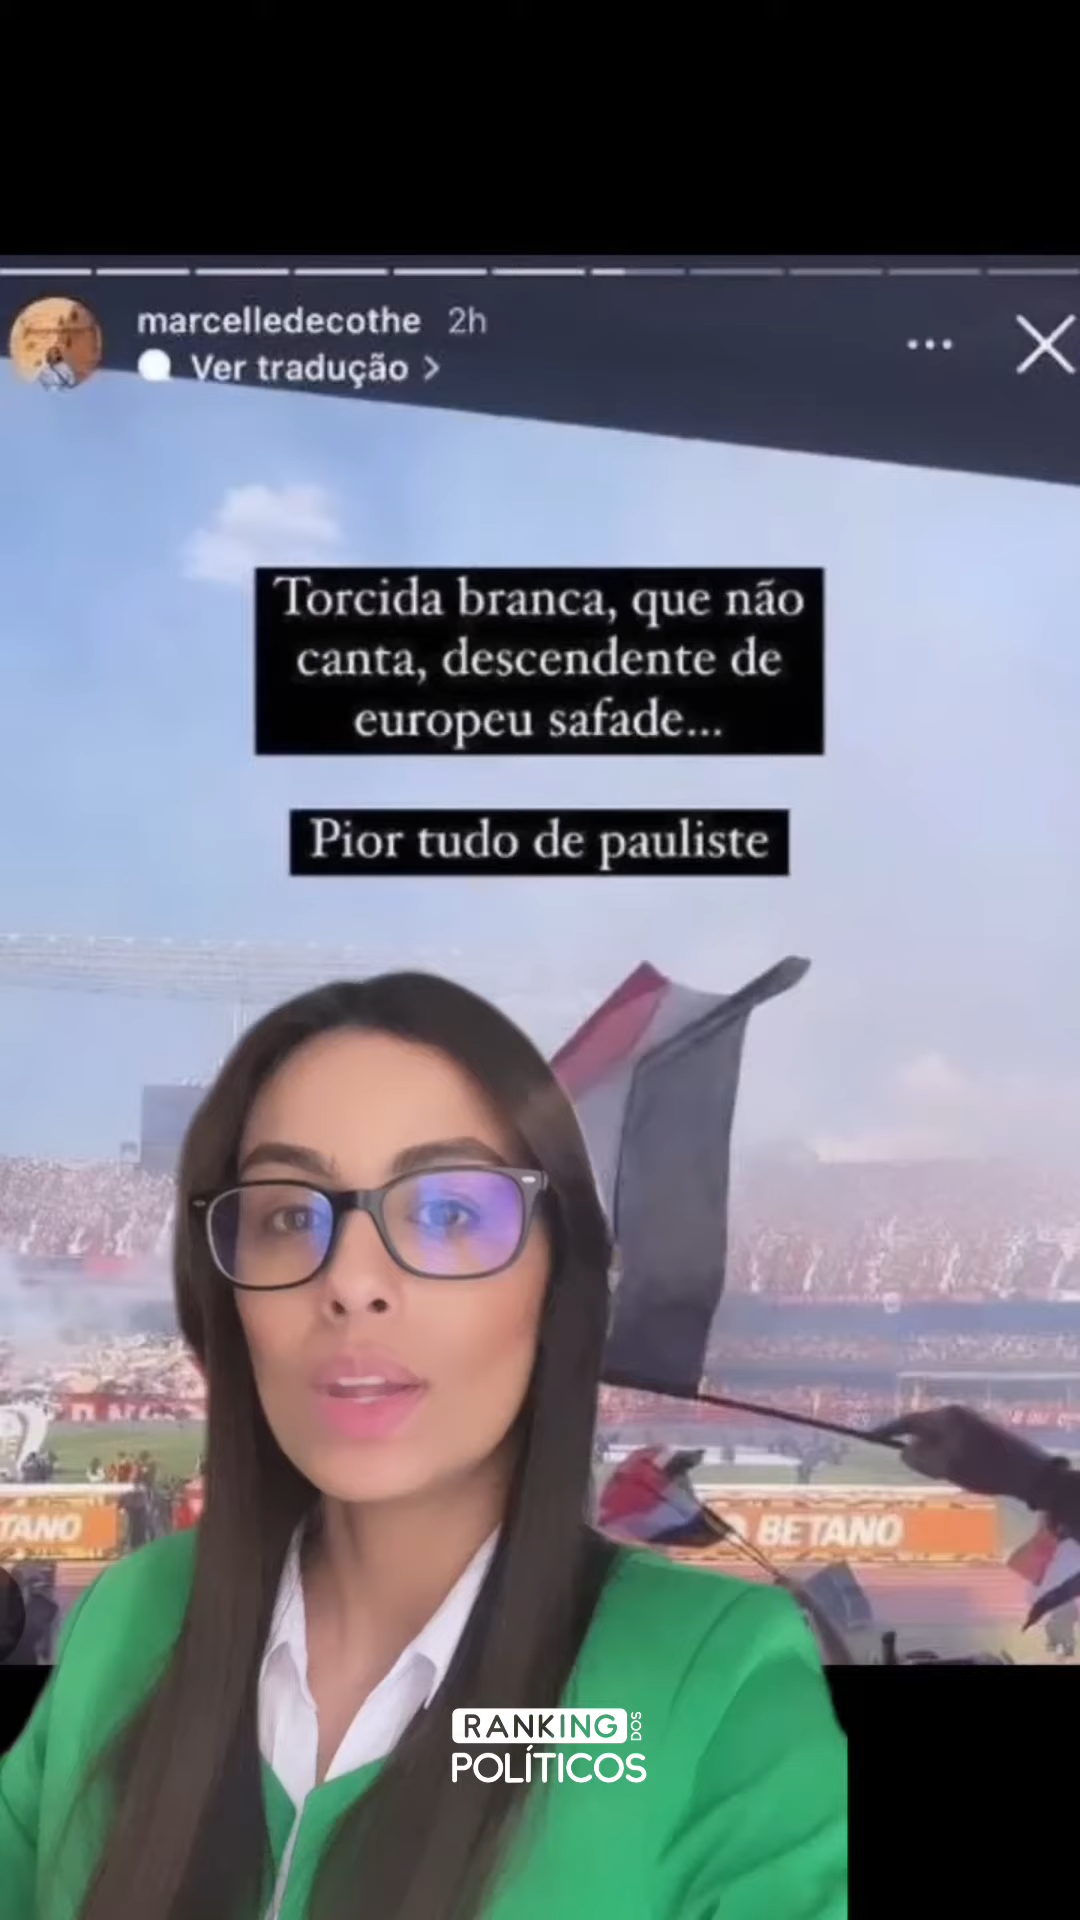 marcelledecothe 2h
Ver tradução >
Torcida branca, que não
canta, descendente de
europeu safade...
Pior tudo de pauliste
TANO
BETANO
RANKING DOS
POLÍTICOS